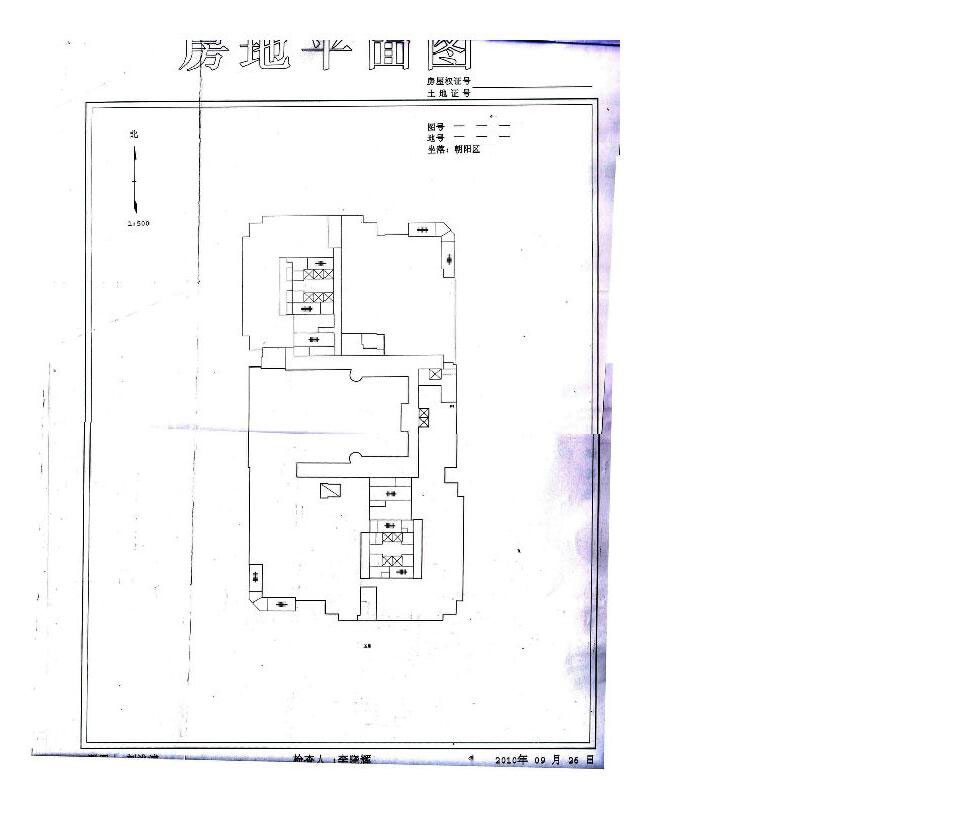 房地平面图
房屋权证号
土地证号
图号 — — —
地号 — — —
坐落：朝阳区
北
1:500
检查人：李晓辉
2010年 09 月 26 日